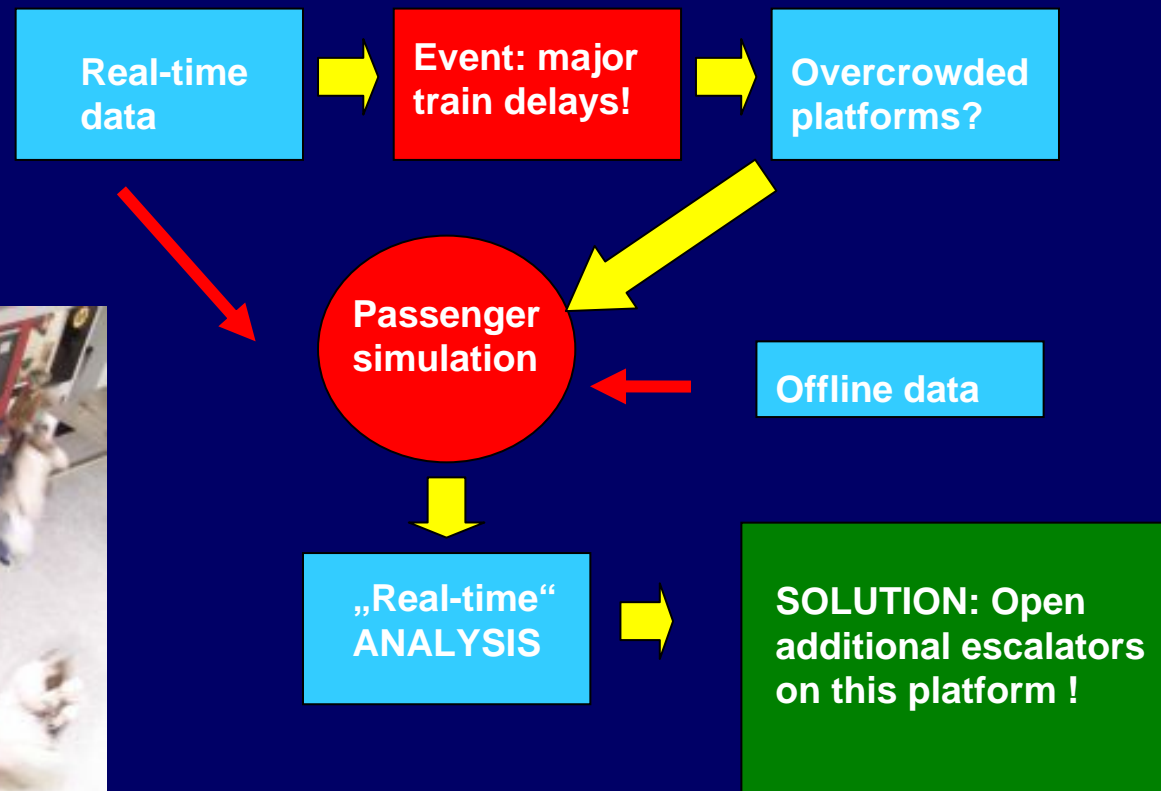 Real-time
data
Event: major
train delays!
Overcrowded
platforms?
Passenger
simulation
Offline data
„Real-time“
ANALYSIS
SOLUTION: Open
additional escalators
on this platform !